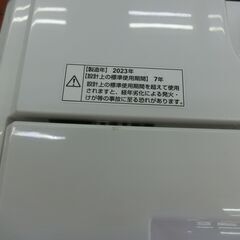 【製造年】2023年
【設計上の標準使用期間】7年
設計上の標準使用期間を超えて使用
されますと、経年劣化による発火・
けが等の事故に至る恐れがあります。